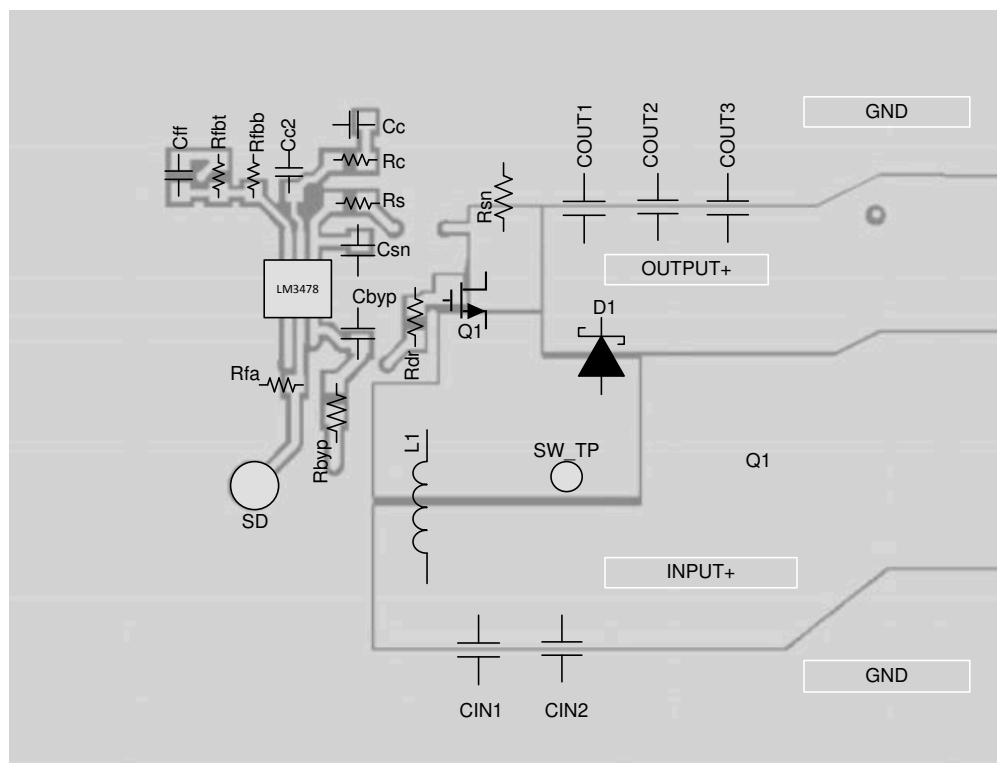 GND
COUT1
COUT2
COUT3
Cff
Rfbt
Rfbb
Cc2
Cc
Rc
Rs
Rsn
Csn
OUTPUT+
LM3478
Cbyp
D1
Q1
Rdr
Rfa
L1
Rbyp
SW_TP
Q1
SD
INPUT+
GND
CIN1
CIN2